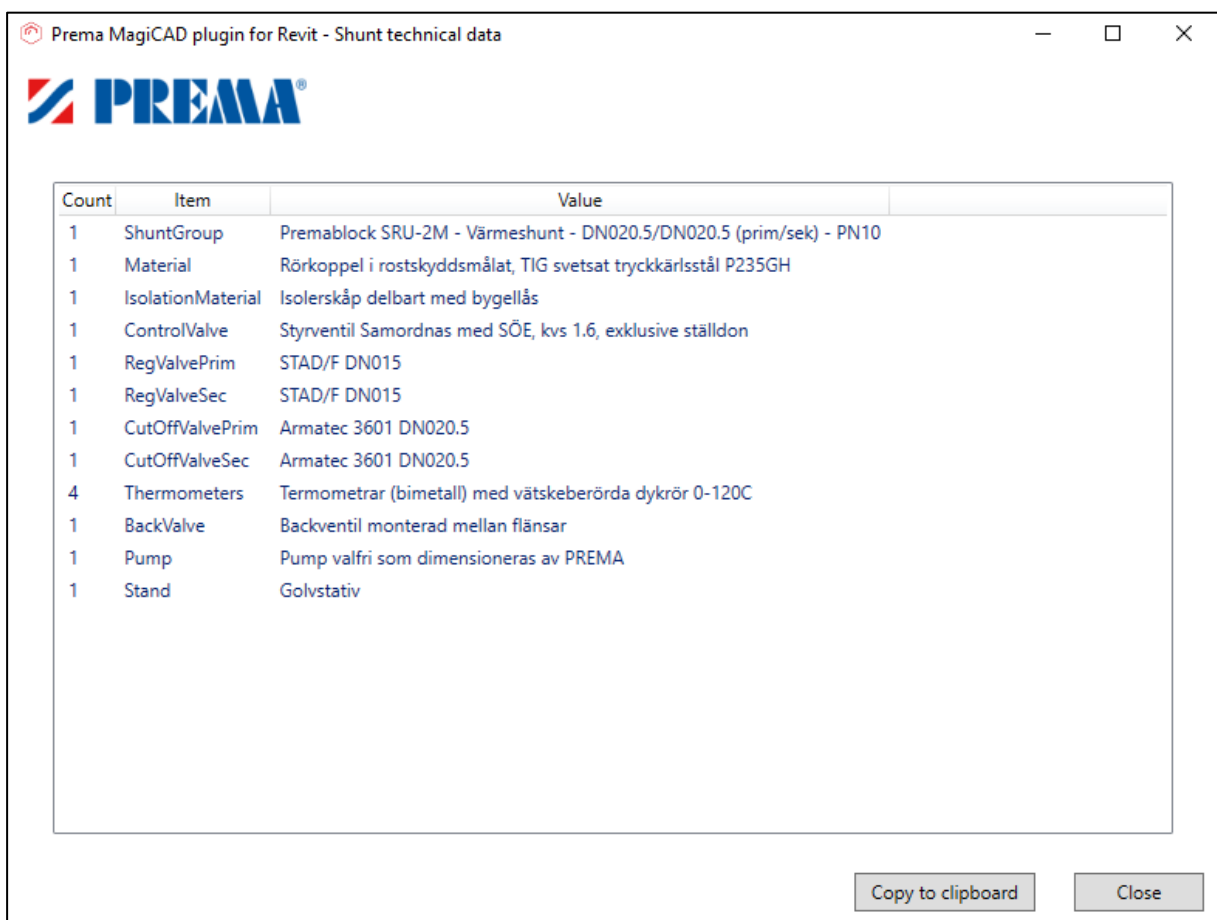 Prema MagiCAD plugin for Revit - Shunt technical data
PREMA®
Count Item Value
1 ShuntGroup Premablock SRU-2M - Värmeshunt - DN020.5/DN020.5 (prim/sek) - PN10
1 Material Rörkoppel i rostskyddsmålat, TIG svetsat tryckkärlsstål P235GH
1 IsolationMaterial Isolerskåp delbart med bygellås
1 ControlValve Styrventil Samordnas med SÖE, kvs 1.6, exklusive ställdon
1 RegValvePrim STAD/F DN015
1 RegValveSec STAD/F DN015
1 CutOffValvePrim Armatec 3601 DN020.5
1 CutOffValveSec Armatec 3601 DN020.5
4 Thermometers Termometrar (bimetall) med vätskeberörda dykrör 0-120C
1 BackValve Backventil monterad mellan flänsar
1 Pump Pump valfri som dimensioneras av PREMA
1 Stand Golvstativ
Copy to clipboard Close